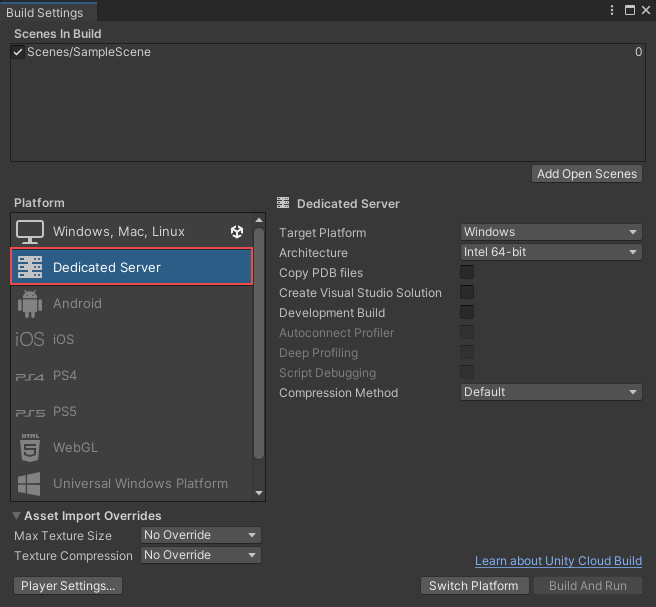 Build Settings
Scenes In Build
Scenes/SampleScene 0
Add Open Scenes
Platform
Windows, Mac, Linux
Dedicated Server
Android
iOS iOS
PS4 PS4
PS5 PS5
HTML 5 WebGL
Universal Windows Platform
Dedicated Server
Target Platform Windows
Architecture Intel 64-bit
Copy PDB files
Create Visual Studio Solution
Development Build
Autoconnect Profiler
Deep Profiling
Script Debugging
Compression Method Default
Asset Import Overrides
Max Texture Size No Override
Texture Compression No Override
Learn about Unity Cloud Build
Player Settings...
Switch Platform
Build And Run